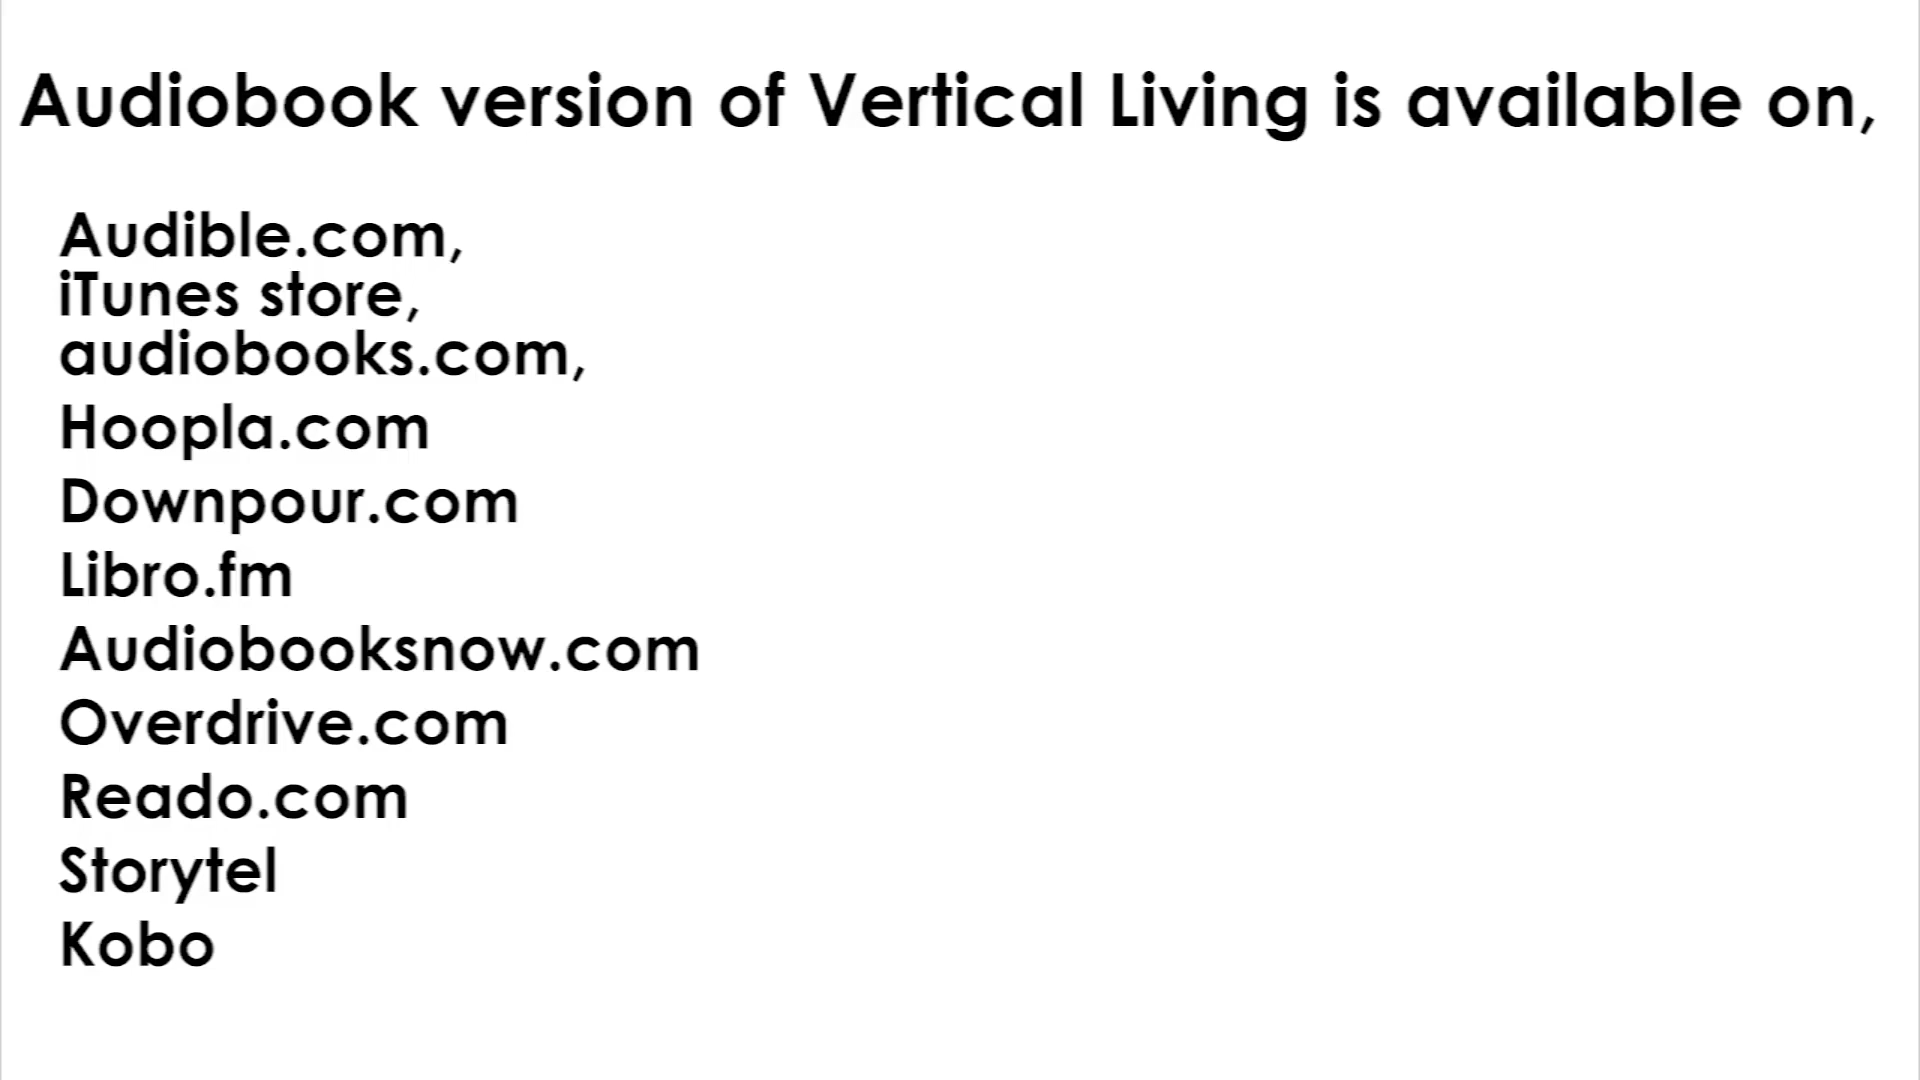 Audiobook version of Vertical Living is available on,
Audible.com,
iTunes store,
audiobooks.com,
Hoopla.com
Downpour.com
Libro.fm
Audiobooksnow.com
Overdrive.com
Reado.com
Storytel
Kobo